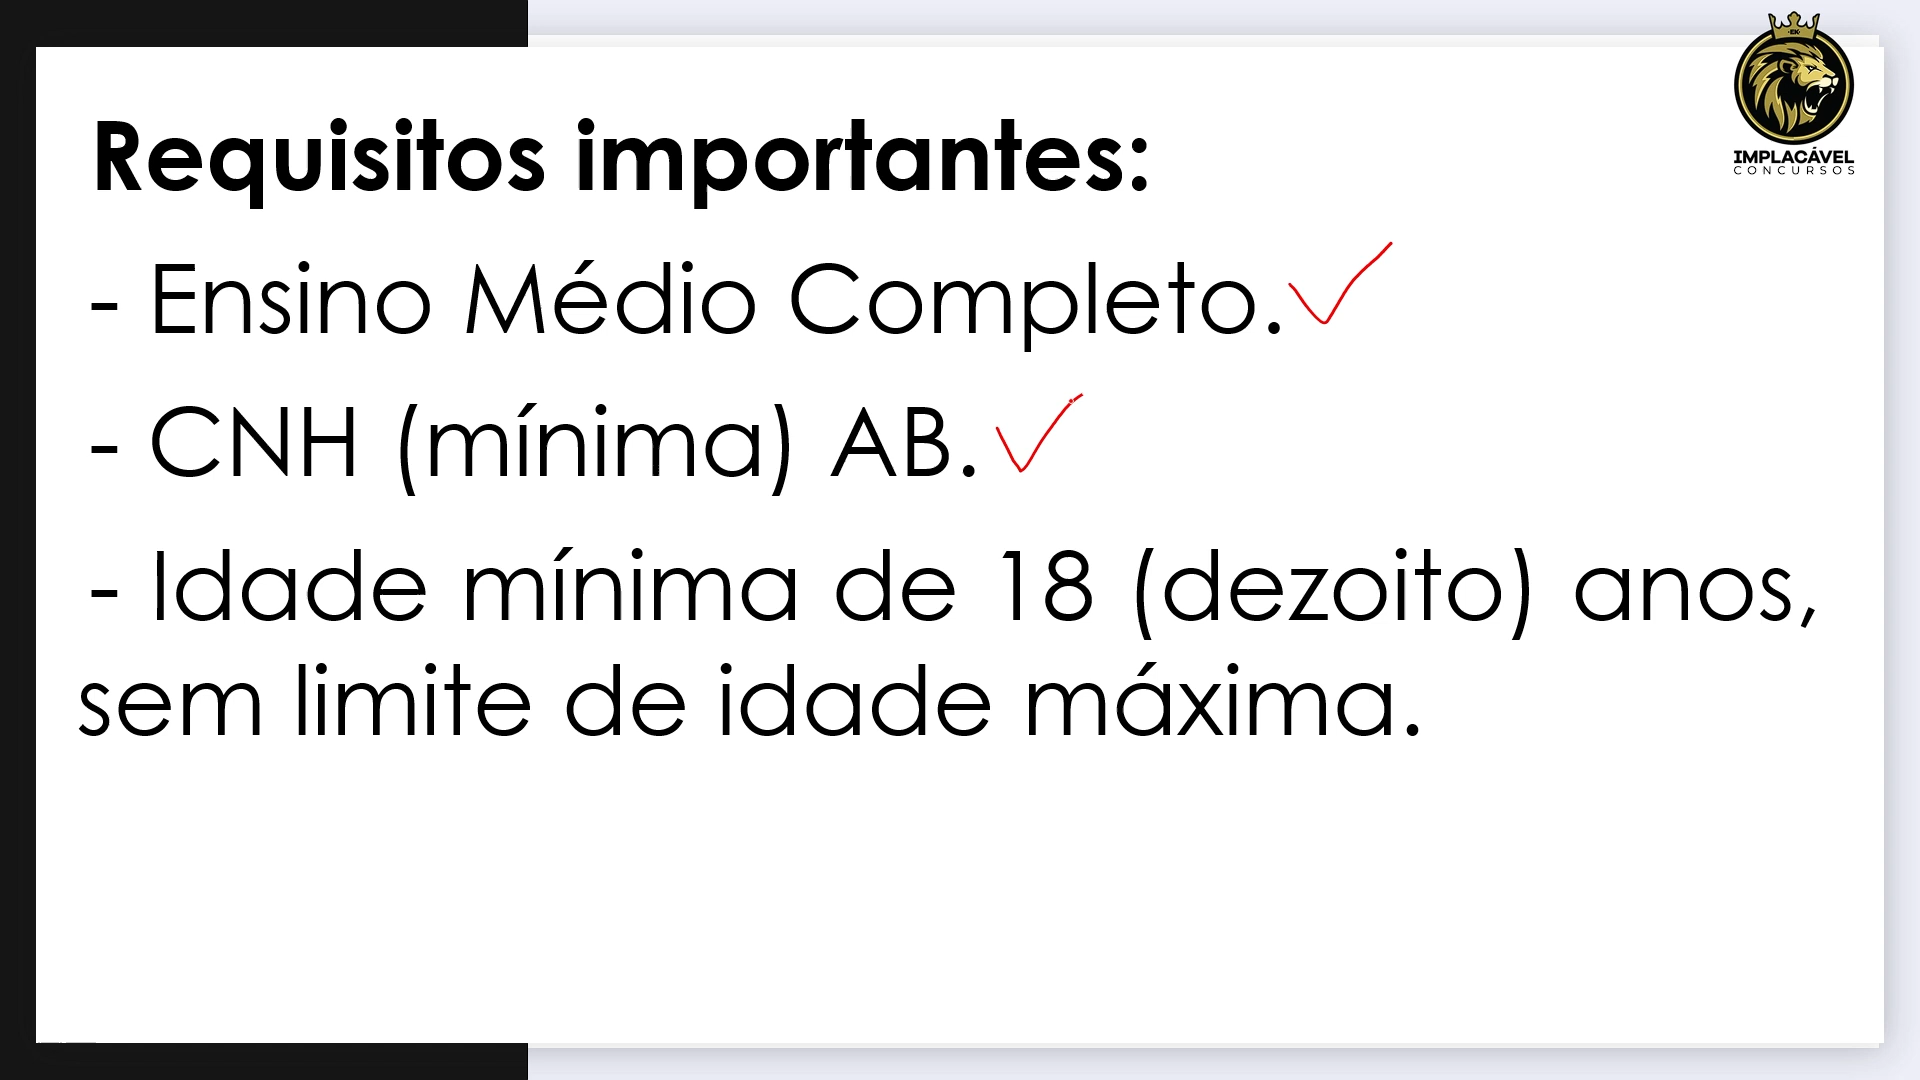 EK
IMPLACÁVEL
CONCURSOS
Requisitos importantes:
- Ensino Médio Completo.
- CNH (mínima) AB.
- Idade mínima de 18 (dezoito) anos,
sem limite de idade máxima.